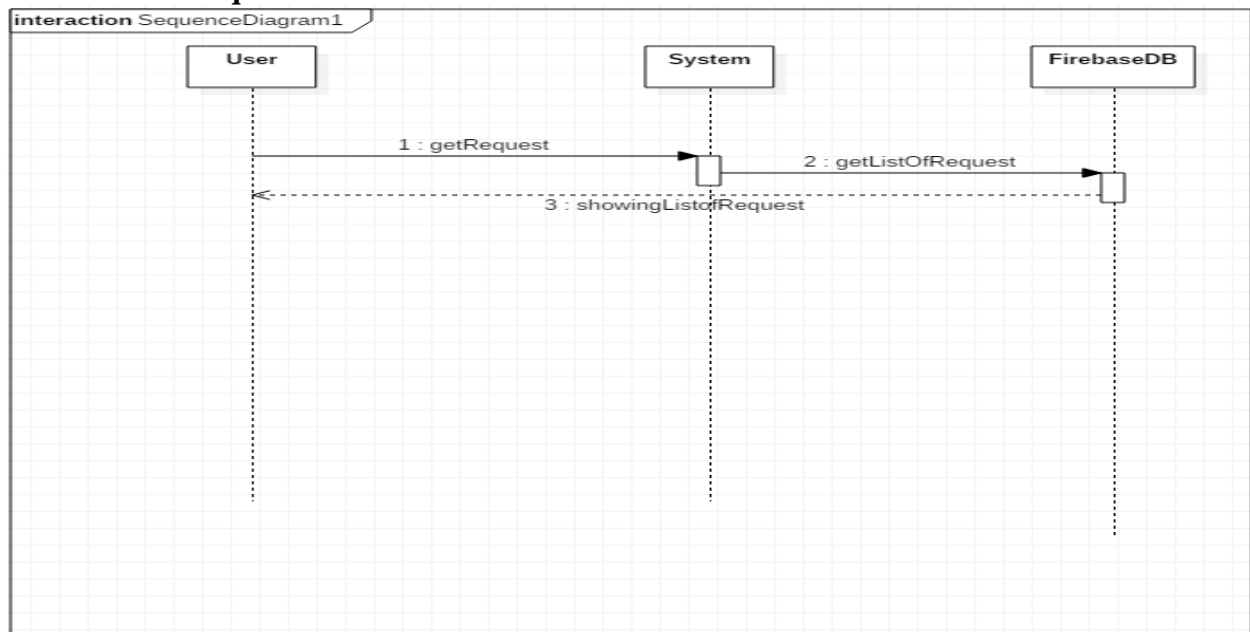 interaction SequenceDiagram1
User
System
FirebaseDB
1 : getRequest
2 : getListOfRequest
3 : showingListofRequest